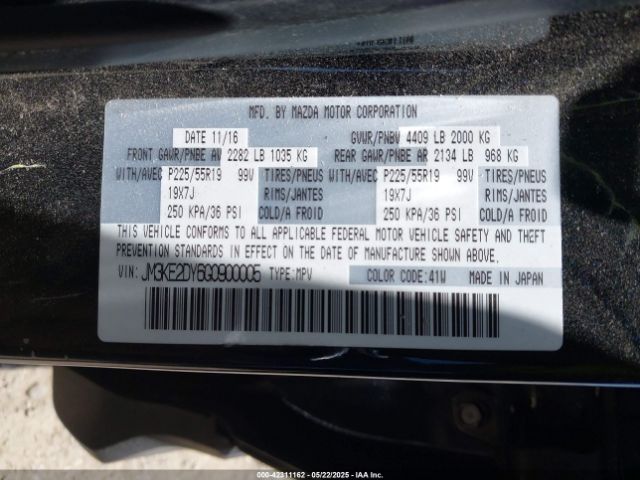 MFD. BY MAZDA MOTOR CORPORATION
DATE 11/16 GVWR/PNBV 4409 LB 2000 KG
FRONT GAWR/PNBE AV 2282 LB 1035 KG REAR GAWR/PNBE AR 2134 LB 968 KG
WITH/AVEC P225/55R19 99V TIRES/PNEUS WITH/AVEC P225/55R19 99V TIRES/PNEUS
19X7J RIMS/JANTES 19X7J RIMS/JANTES
250 KPA/36 PSI COLD/A FROID 250 KPA/36 PSI COLD/A FROID
THIS VEHICLE CONFORMS TO ALL APPLICABLE FEDERAL MOTOR VEHICLE SAFETY AND THEFT
PREVENTION STANDARDS IN EFFECT ON THE DATE OF MANUFACTURE SHOWN ABOVE.
VIN: JM3KE2DY6G0900005 TYPE:MPV COLOR CODE:41W MADE IN JAPAN
000-42311162 - 05/22/2025 - IAAI.com